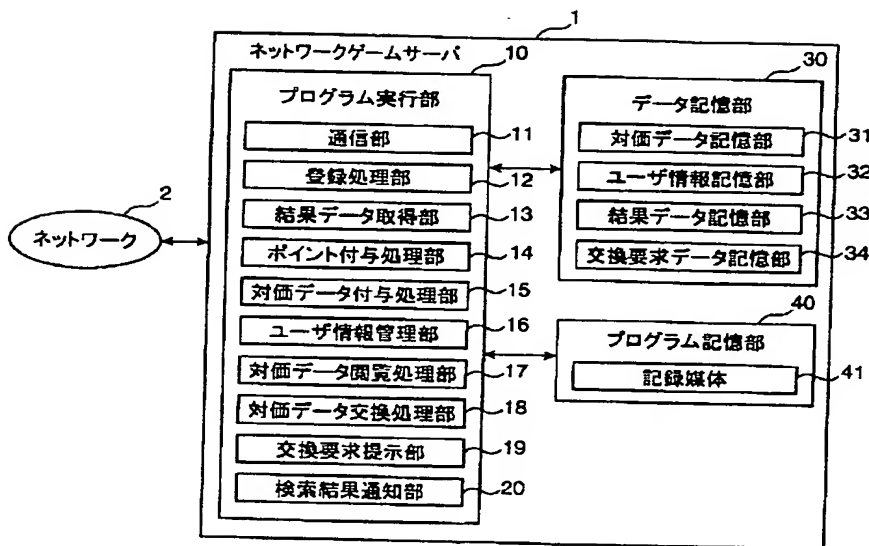 1
ネットワークゲームサーバ
10
プログラム実行部
通信部 11
登録処理部 12
結果データ取得部 13
ポイント付与処理部 14
対価データ付与処理部 15
ユーザ情報管理部 16
対価データ閲覧処理部 17
対価データ交換処理部 18
交換要求提示部 19
検索結果通知部 20
2
ネットワーク
30
データ記憶部
対価データ記憶部 31
ユーザ情報記憶部 32
結果データ記憶部 33
交換要求データ記憶部 34
40
プログラム記憶部
記録媒体 41